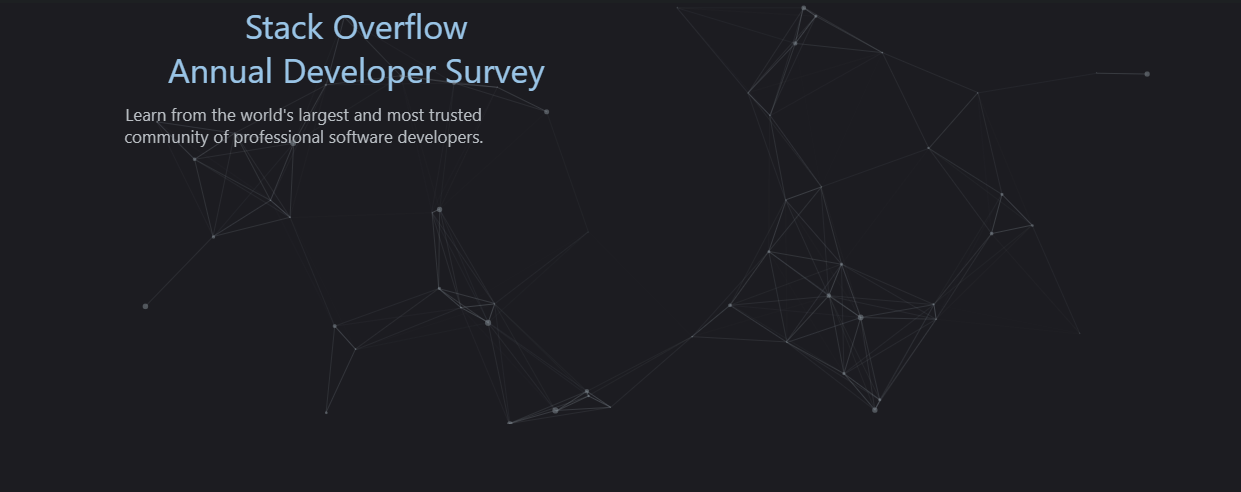 Stack Overflow
Annual Developer Survey
Learn from the world's largest and most trusted
community of professional software developers.